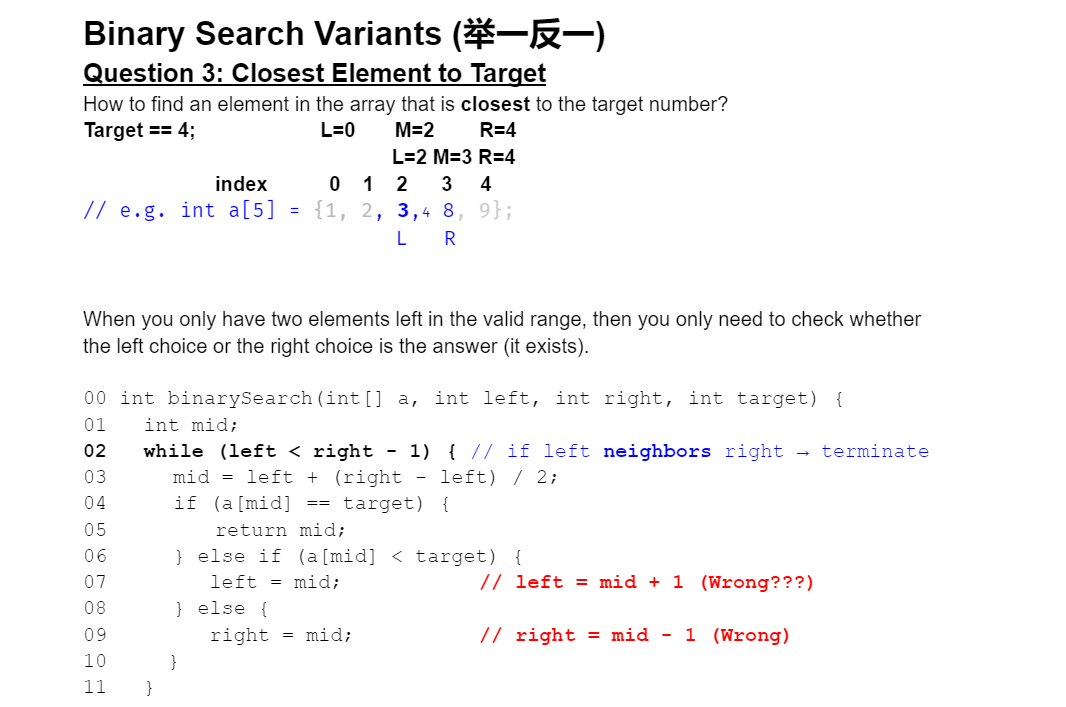 Binary Search Variants (举一反一)
Question 3: Closest Element to Target
How to find an element in the array that is closest to the target number?
Target == 4; L=0 M=2 R=4
L=2 M=3 R=4
index 0 1 2 3 4
// e.g. int a[5] = {1, 2, 3,4 8, 9};
L R
When you only have two elements left in the valid range, then you only need to check whether
the left choice or the right choice is the answer (it exists).
00 int binarySearch(int[] a, int left, int right, int target) {
01 int mid;
02 while (left < right - 1) { // if left neighbors right → terminate
03 mid = left + (right - left) / 2;
04 if (a[mid] == target) {
05 return mid;
06 } else if (a[mid] < target) {
07 left = mid; // left = mid + 1 (Wrong???)
08 } else {
09 right = mid; // right = mid - 1 (Wrong)
10 }
11 }